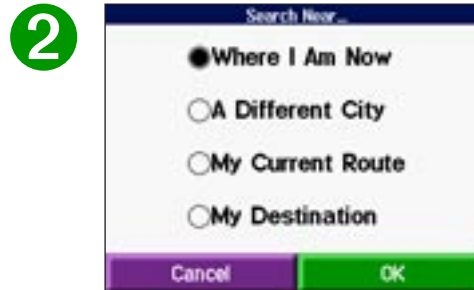 2
Search Near...
Where I Am Now
A Different City
My Current Route
My Destination
Cancel OK